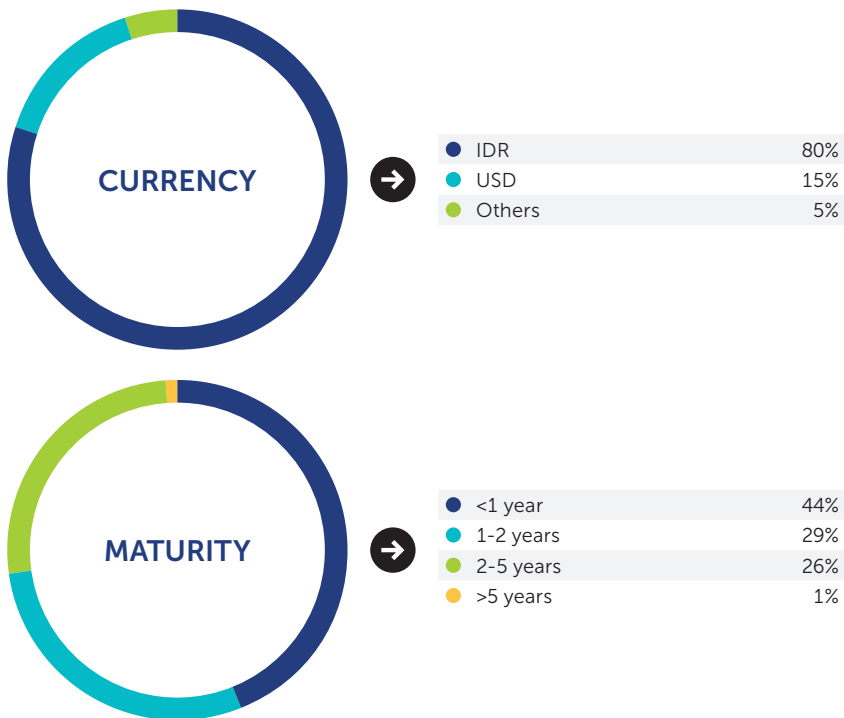 CURRENCY
IDR 80%
USD 15%
Others 5%
MATURITY
<1 year 44%
1-2 years 29%
2-5 years 26%
>5 years 1%